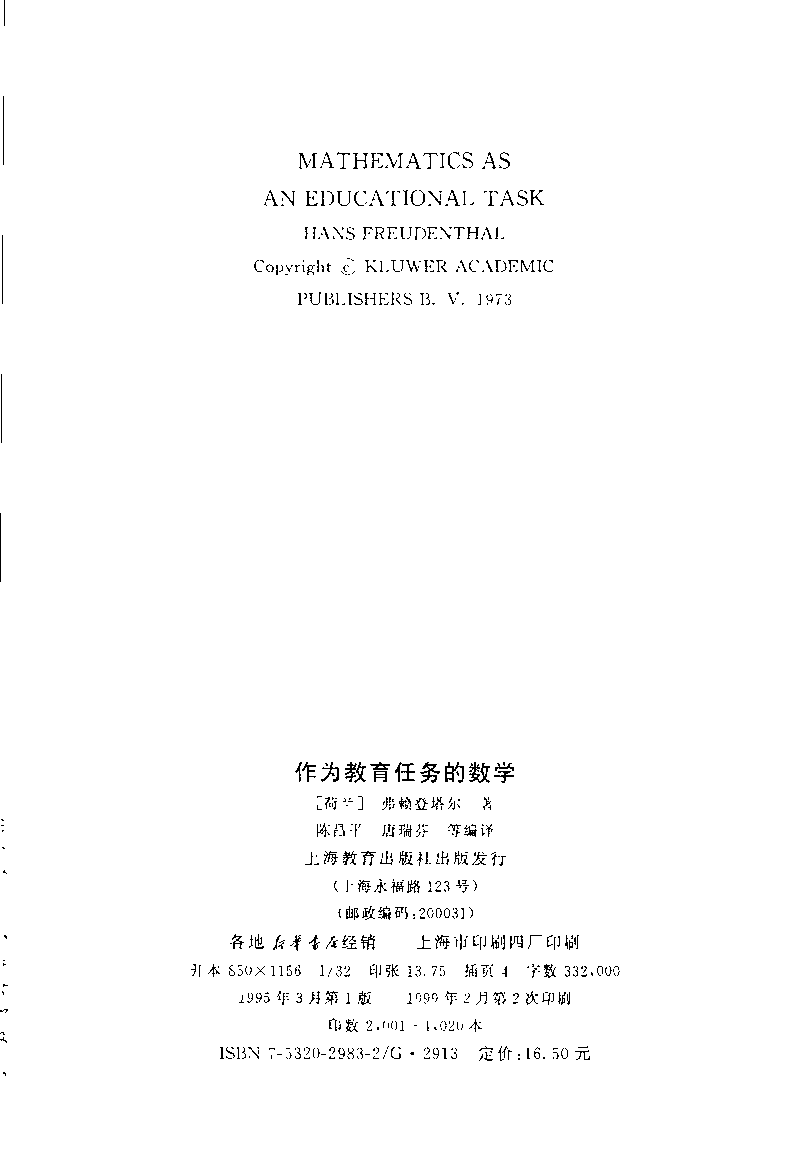 MATHEMATICS AS
AN EDUCATIONAL TASK
HANS FREUDENTHAL
Copyright © KLUWER ACADEMIC
PUBLISHERS B. V. 1973
作为教育任务的数学
[荷兰] 弗赖登塔尔 著
陈昌平 唐瑞芬 等编译
上海教育出版社出版发行
(上海永福路 123 号)
(邮政编码:200031)
各地新华书店经销 上海市印刷四厂印刷
开本 850×1156 1/32 印张 13.75 插页 4 字数 332,000
1995 年 3 月第 1 版 1999 年 2 月第 2 次印刷
印数 2,001 - 4,020 本
ISBN 7-5320-2983-2/G·2913 定价:16.50 元